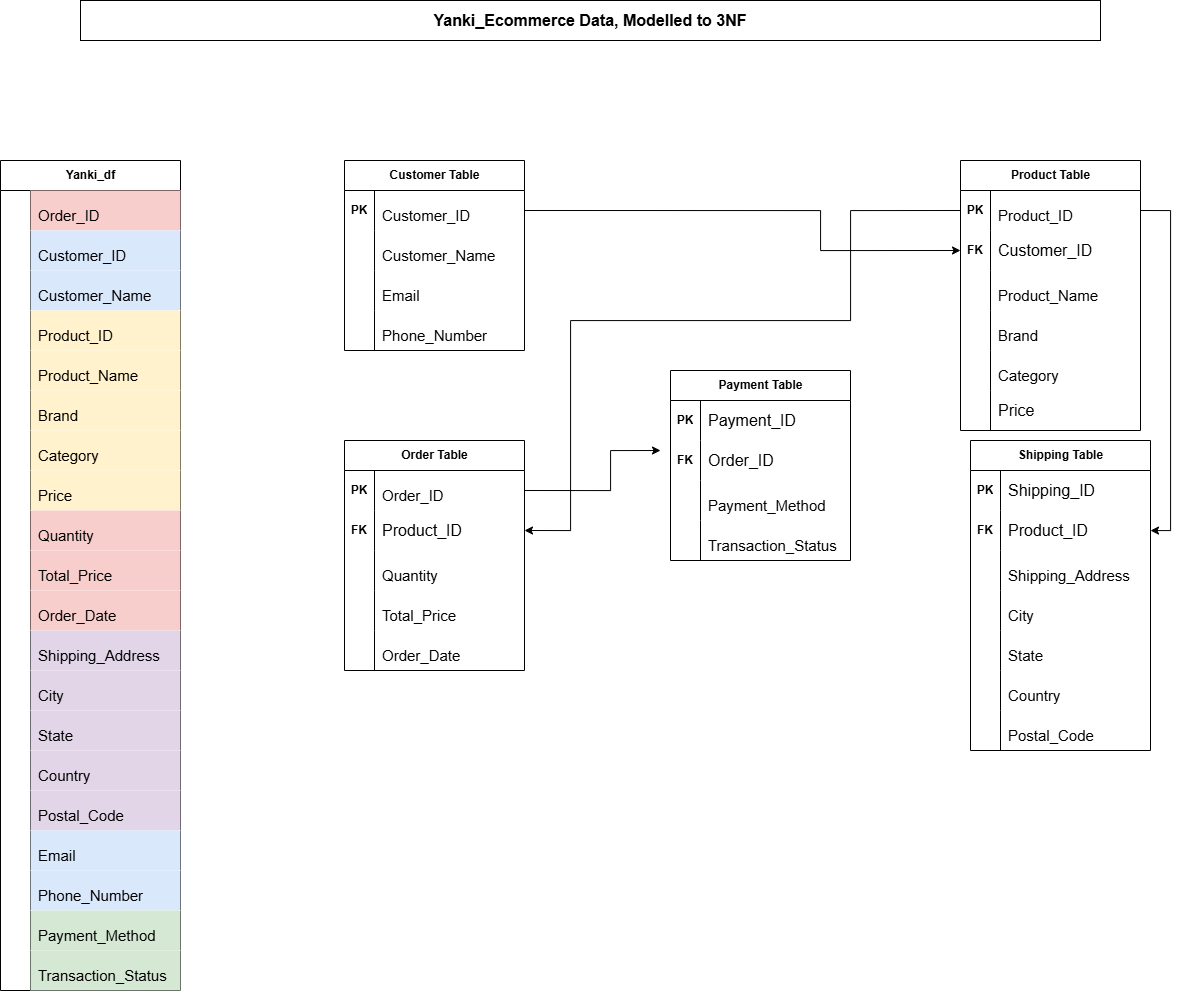 Yanki_Ecommerce Data, Modelled to 3NF
Yanki_df
Order_ID
Customer_ID
Customer_Name
Product_ID
Product_Name
Brand
Category
Price
Quantity
Total_Price
Order_Date
Shipping_Address
City
State
Country
Postal_Code
Email
Phone_Number
Payment_Method
Transaction_Status
Customer Table
PK Customer_ID
Customer_Name
Email
Phone_Number
Order Table
PK Order_ID
FK Product_ID
Quantity
Total_Price
Order_Date
Payment Table
PK Payment_ID
FK Order_ID
Payment_Method
Transaction_Status
Product Table
PK Product_ID
FK Customer_ID
Product_Name
Brand
Category
Price
Shipping Table
PK Shipping_ID
FK Product_ID
Shipping_Address
City
State
Country
Postal_Code